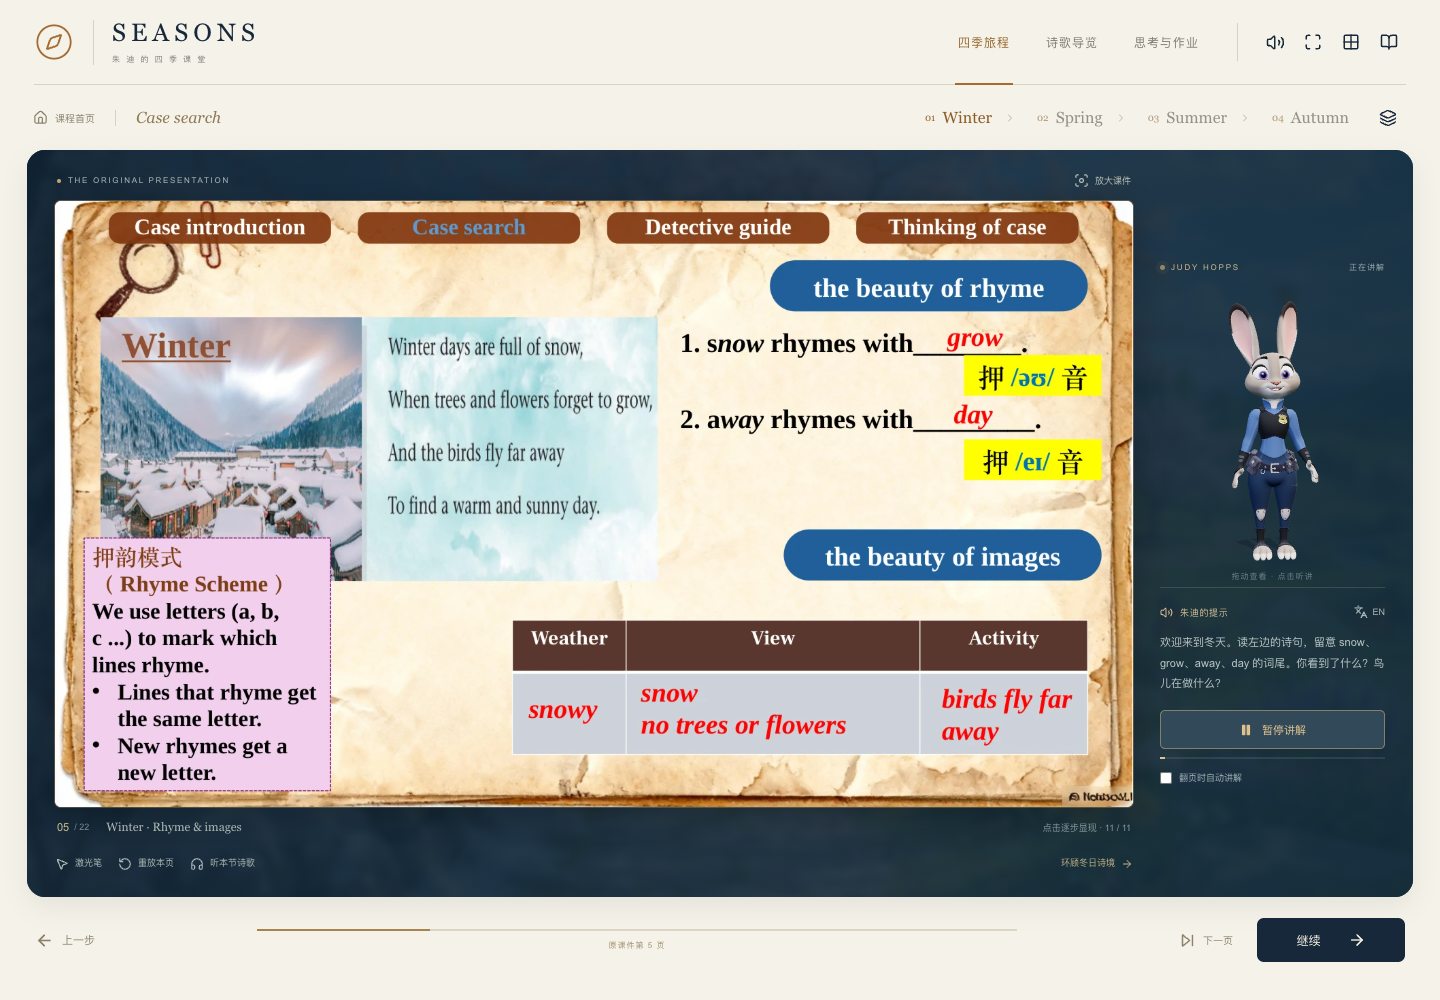 SEASONS
朱迪的四季课堂
四季旅程
诗歌导览
思考与作业
课程首页
Case search
01 Winter
02 Spring
03 Summer
04 Autumn
THE ORIGINAL PRESENTATION
放大课件
Case introduction
Case search
Detective guide
Thinking of case
the beauty of rhyme
Winter
Winter days are full of snow,
When trees and flowers forget to grow,
And the birds fly far away
To find a warm and sunny day.
1. snow rhymes with grow.
押 /əʊ/ 音
2. away rhymes with day.
押 /eɪ/ 音
押韵模式
（ Rhyme Scheme ）
We use letters (a, b,
c ...) to mark which
lines rhyme.
• Lines that rhyme get
the same letter.
• New rhymes get a
new letter.
the beauty of images
Weather View Activity
snowy
snow
no trees or flowers
birds fly far
away
JUDY HOPPS
正在讲解
拖动查看 · 点击听讲
朱迪的提示
EN
欢迎来到冬天。读左边的诗句，留意 snow、
grow、away、day 的词尾。你看到了什么？鸟
儿在做什么？
暂停讲解
翻页时自动讲解
05 / 22 Winter · Rhyme & images
点击逐步显现 · 11 / 11
激光笔
重放本页
听本节诗歌
环顾冬日诗境
上一步
原课件第 5 页
下一页
继续